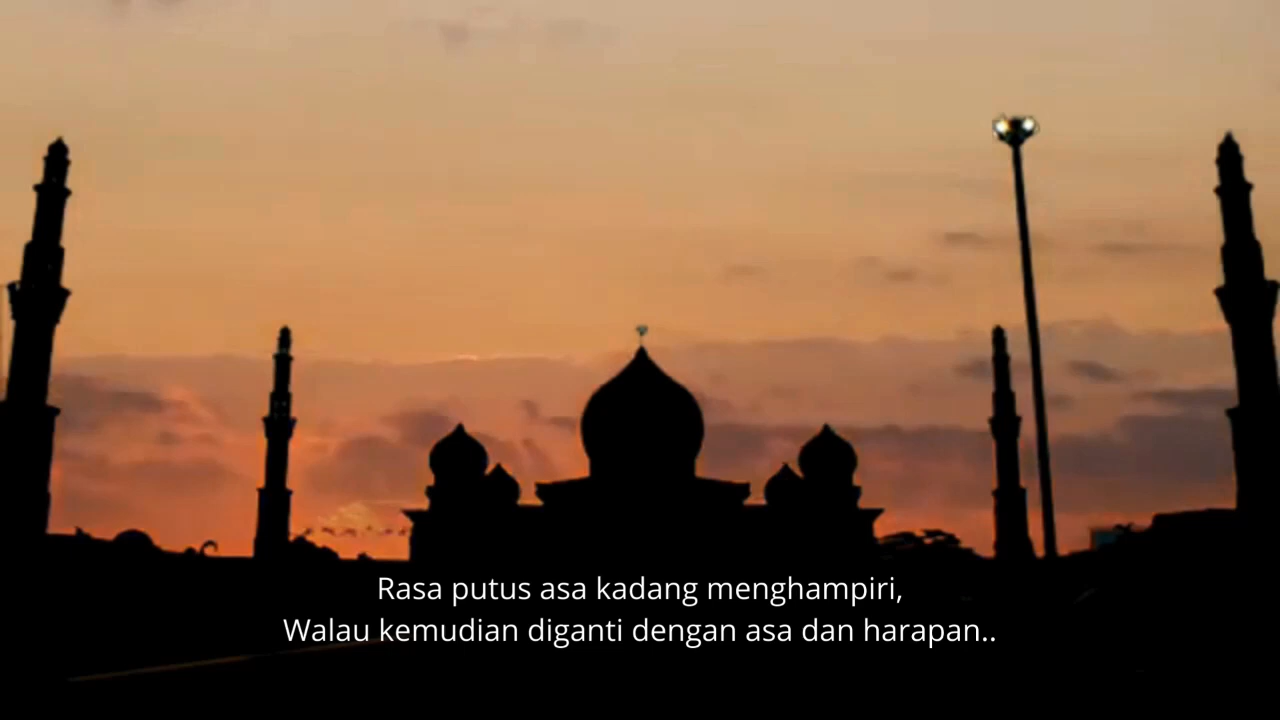 Rasa putus asa kadang menghampiri,
Walau kemudian diganti dengan asa dan harapan..